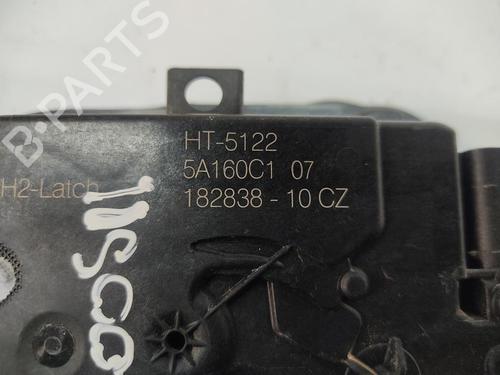 B-PARTS
HT-5122
5A160C1 07
H2-Latch
182838 - 10 CZ